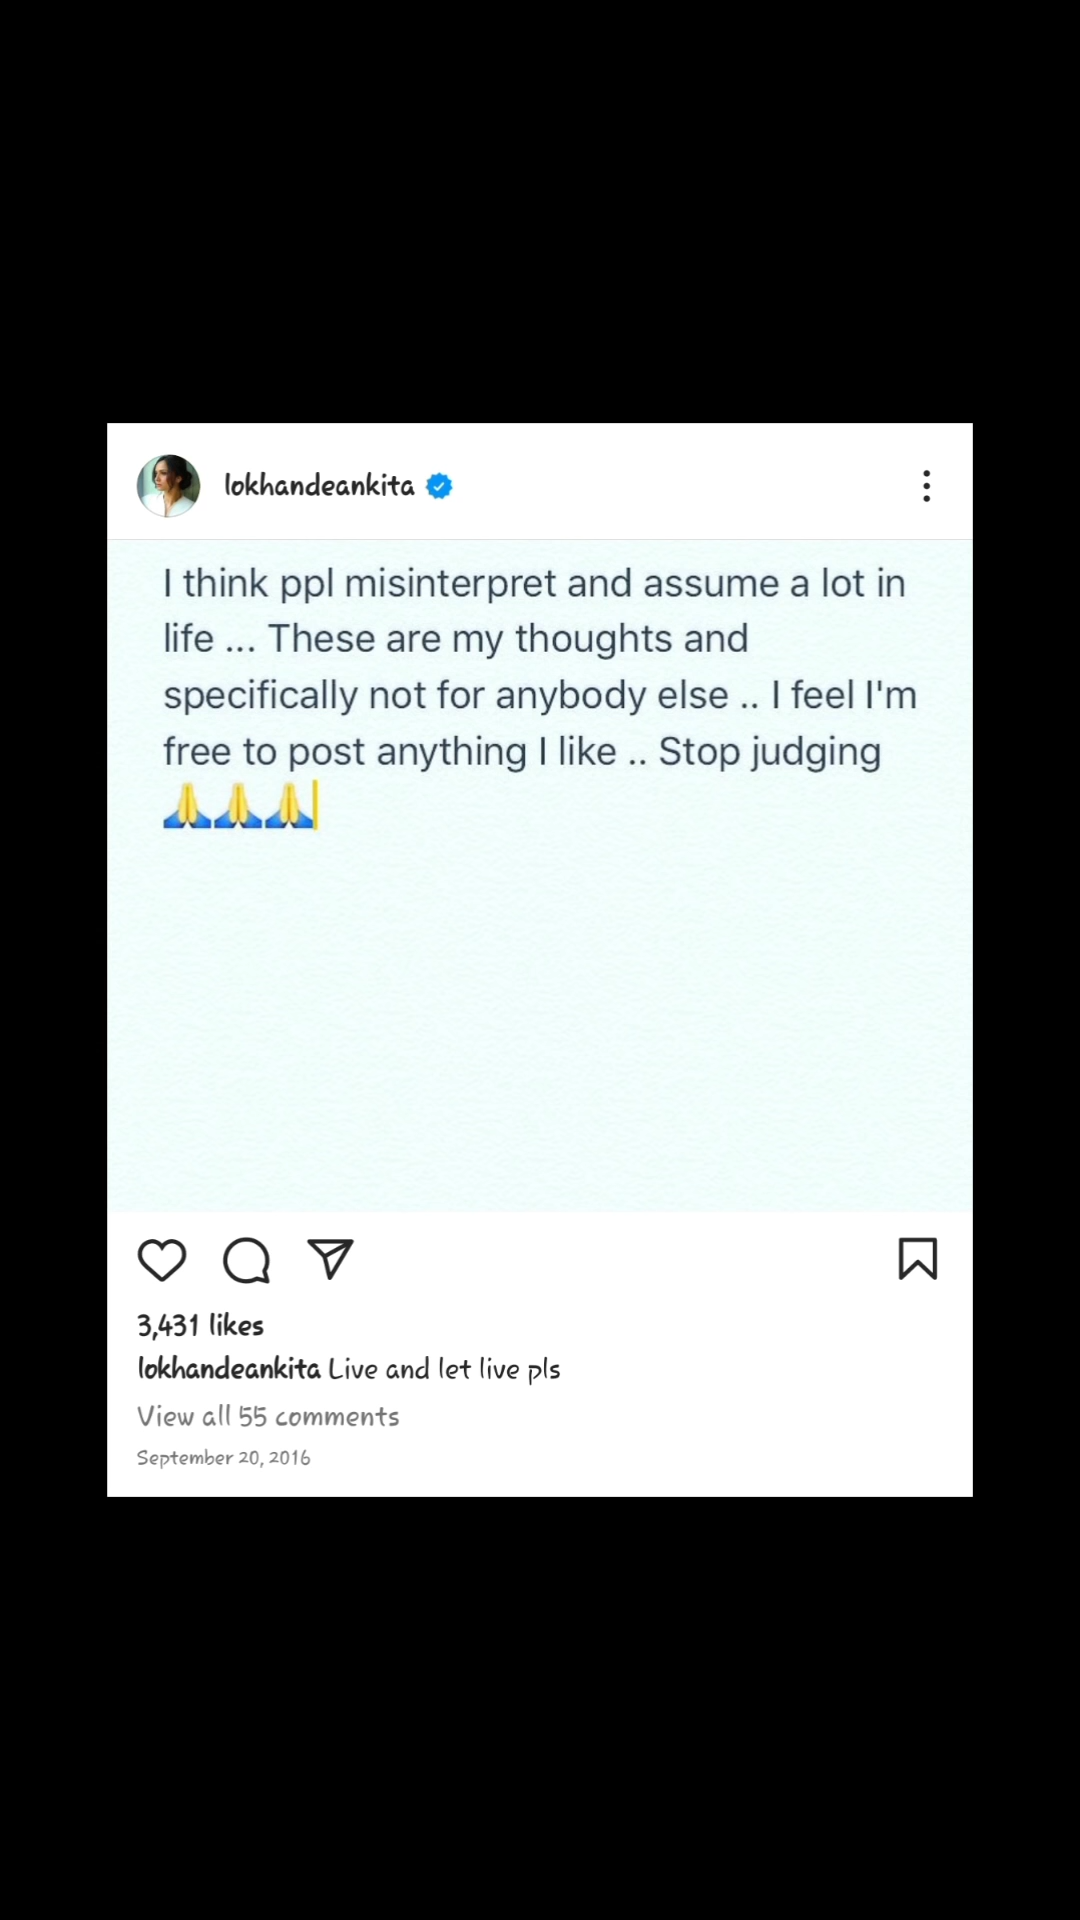 lokhandeankita
I think ppl misinterpret and assume a lot in
life ... These are my thoughts and
specifically not for anybody else .. I feel I'm
free to post anything I like .. Stop judging
🙏🙏🙏
3,431 likes
lokhandeankita Live and let live pls
View all 55 comments
September 20, 2016